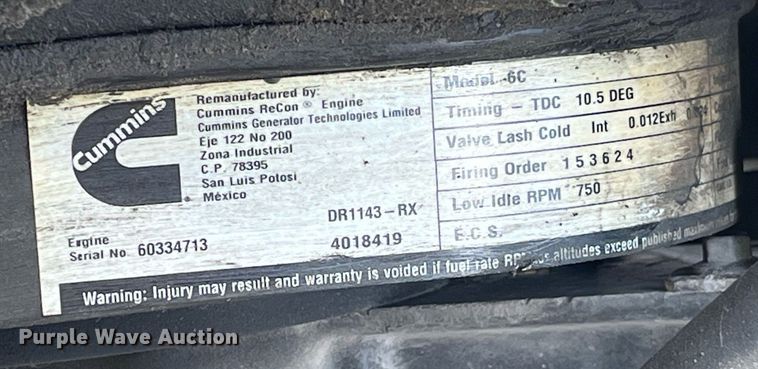 Cummins
Remanufactured by:
Cummins ReCon ® Engine
Cummins Generator Technologies Limited
Eje 122 No 200
Zona Industrial
C.P. 78395
San Luis Potosi
México
DR1143-RX
Engine
Serial No. 60334713
4018419
Model -6C
Timing - TDC 10.5 DEG
Valve Lash Cold Int 0.012Exh
Firing Order 1 5 3 6 2 4
Low Idle RPM 750
E.C.S.
Warning: Injury may result and warranty is voided if fuel rate altitudes exceed published
Purple Wave Auction